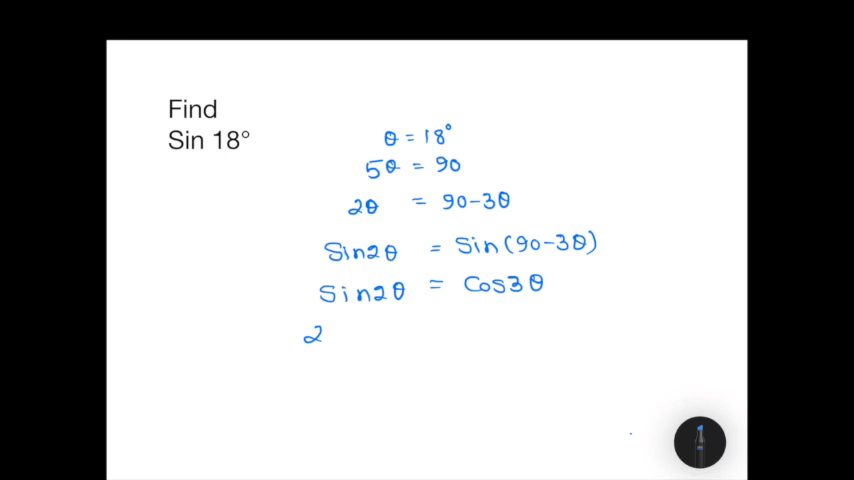 Find
Sin 18°
θ = 18°
5θ = 90
2θ = 90-3θ
Sin2θ = Sin(90-3θ)
Sin2θ = Cos3θ
2